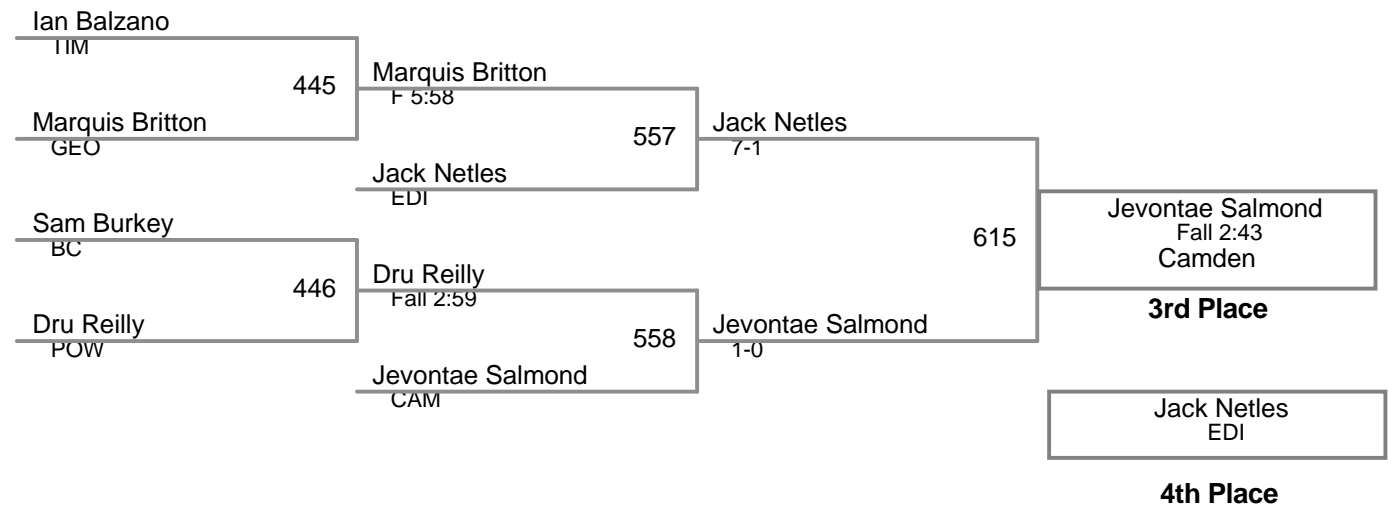 Ian Balzano
TIM
445
Marquis Britton
GEO
Marquis Britton
F 5:58
557
Jack Netles
EDI
Jack Netles
7-1
Sam Burkey
BC
446
Dru Reilly
POW
Dru Reilly
Fall 2:59
558
Jevontae Salmond
CAM
Jevontae Salmond
1-0
615
Jevontae Salmond
Fall 2:43
Camden
3rd Place
Jack Netles
EDI
4th Place